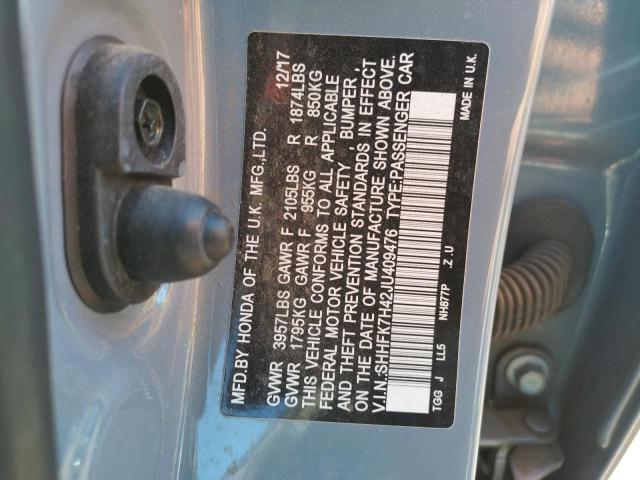 MFD.BY HONDA OF THE U.K. MFG.,LTD. 12/17
GVWR 3957LBS GAWR F 2105LBS R 1874LBS
GVWR 1795KG GAWR F 955KG R 850KG
THIS VEHICLE CONFORMS TO ALL APPLICABLE
FEDERAL MOTOR VEHICLE SAFETY , BUMPER ,
AND THEFT PREVENTION STANDARDS IN EFFECT
ON THE DATE OF MANUFACTURE SHOWN ABOVE.
V.I.N.:SHHFK7H42JU409476 TYPE:PASSENGER CAR
TGG J LL5 NH877P .Z .U MADE IN U.K.